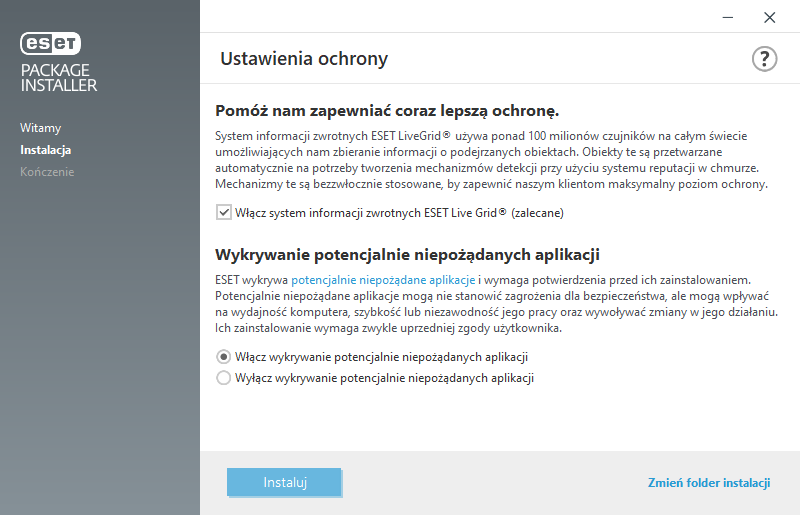 eset
PACKAGE
INSTALLER
Witamy
Instalacja
Kończenie
Ustawienia ochrony
?
Pomóż nam zapewniać coraz lepszą ochronę.
System informacji zwrotnych ESET LiveGrid® używa ponad 100 milionów czujników na całym świecie
umożliwiających nam zbieranie informacji o podejrzanych obiektach. Obiekty te są przetwarzane
automatycznie na potrzeby tworzenia mechanizmów detekcji przy użyciu systemu reputacji w chmurze.
Mechanizmy te są bezzwłocznie stosowane, by zapewnić naszym klientom maksymalny poziom ochrony.
Włącz system informacji zwrotnych ESET Live Grid® (zalecane)
Wykrywanie potencjalnie niepożądanych aplikacji
ESET wykrywa potencjalnie niepożądane aplikacje i wymaga potwierdzenia przed ich zainstalowaniem.
Potencjalnie niepożądane aplikacje mogą nie stanowić zagrożenia dla bezpieczeństwa, ale mogą wpływać
na wydajność komputera, szybkość lub niezawodność jego pracy oraz wywoływać zmiany w jego działaniu.
Ich zainstalowanie wymaga zwykle uprzedniej zgody użytkownika.
Włącz wykrywanie potencjalnie niepożądanych aplikacji
Wyłącz wykrywanie potencjalnie niepożądanych aplikacji
Instaluj
Zmień folder instalacji